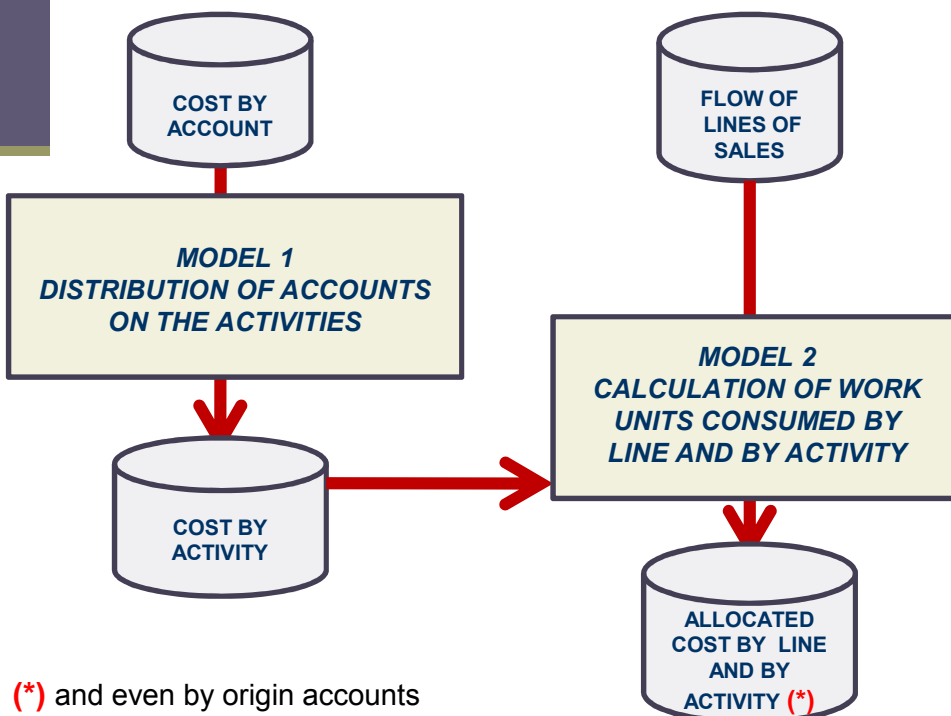 COST BY
ACCOUNT
FLOW OF
LINES OF
SALES
MODEL 1
DISTRIBUTION OF ACCOUNTS
ON THE ACTIVITIES
MODEL 2
CALCULATION OF WORK
UNITS CONSUMED BY
LINE AND BY ACTIVITY
COST BY
ACTIVITY
ALLOCATED
COST BY LINE
AND BY
ACTIVITY (*)
(*) and even by origin accounts